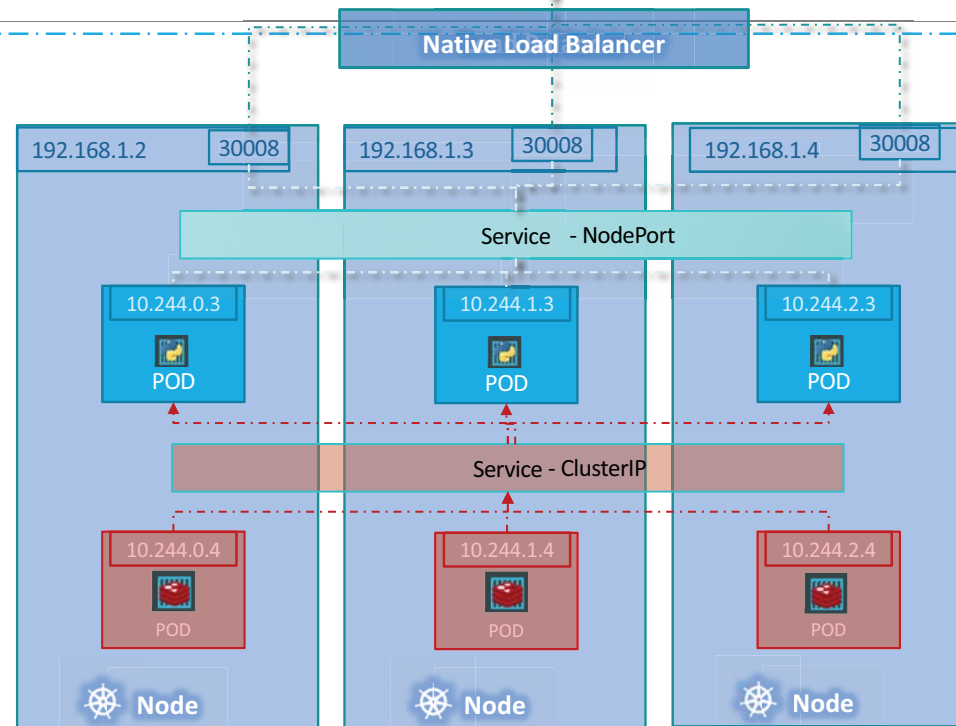 Native Load Balancer
192.168.1.2 30008 192.168.1.3 30008 192.168.1.4 30008
Service - NodePort
10.244.0.3 10.244.1.3 10.244.2.3
POD POD POD
Service - ClusterIP
10.244.0.4 10.244.1.4 10.244.2.4
POD POD POD
Node Node Node